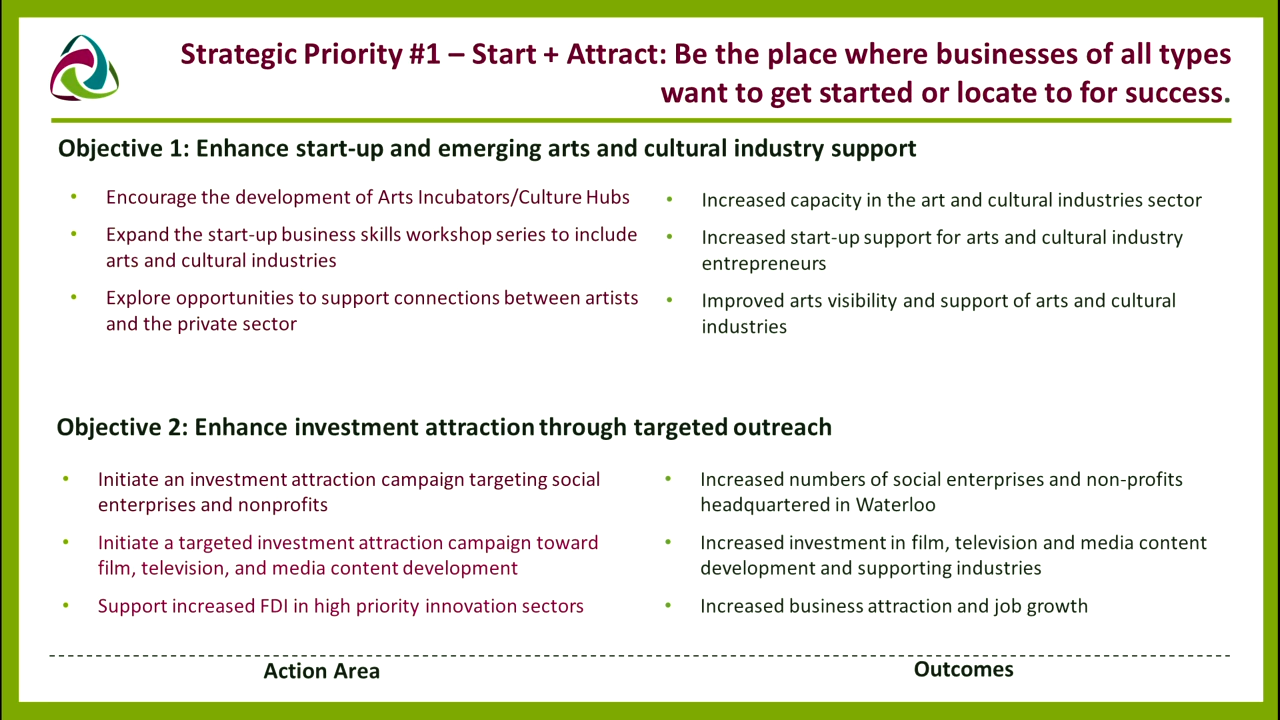 Strategic Priority #1 – Start + Attract: Be the place where businesses of all types
want to get started or locate to for success.
Objective 1: Enhance start-up and emerging arts and cultural industry support
• Encourage the development of Arts Incubators/Culture Hubs
• Expand the start-up business skills workshop series to include
arts and cultural industries
• Explore opportunities to support connections between artists
and the private sector
• Increased capacity in the art and cultural industries sector
• Increased start-up support for arts and cultural industry
entrepreneurs
• Improved arts visibility and support of arts and cultural
industries
Objective 2: Enhance investment attraction through targeted outreach
• Initiate an investment attraction campaign targeting social
enterprises and nonprofits
• Initiate a targeted investment attraction campaign toward
film, television, and media content development
• Support increased FDI in high priority innovation sectors
• Increased numbers of social enterprises and non-profits
headquartered in Waterloo
• Increased investment in film, television and media content
development and supporting industries
• Increased business attraction and job growth
Action Area
Outcomes